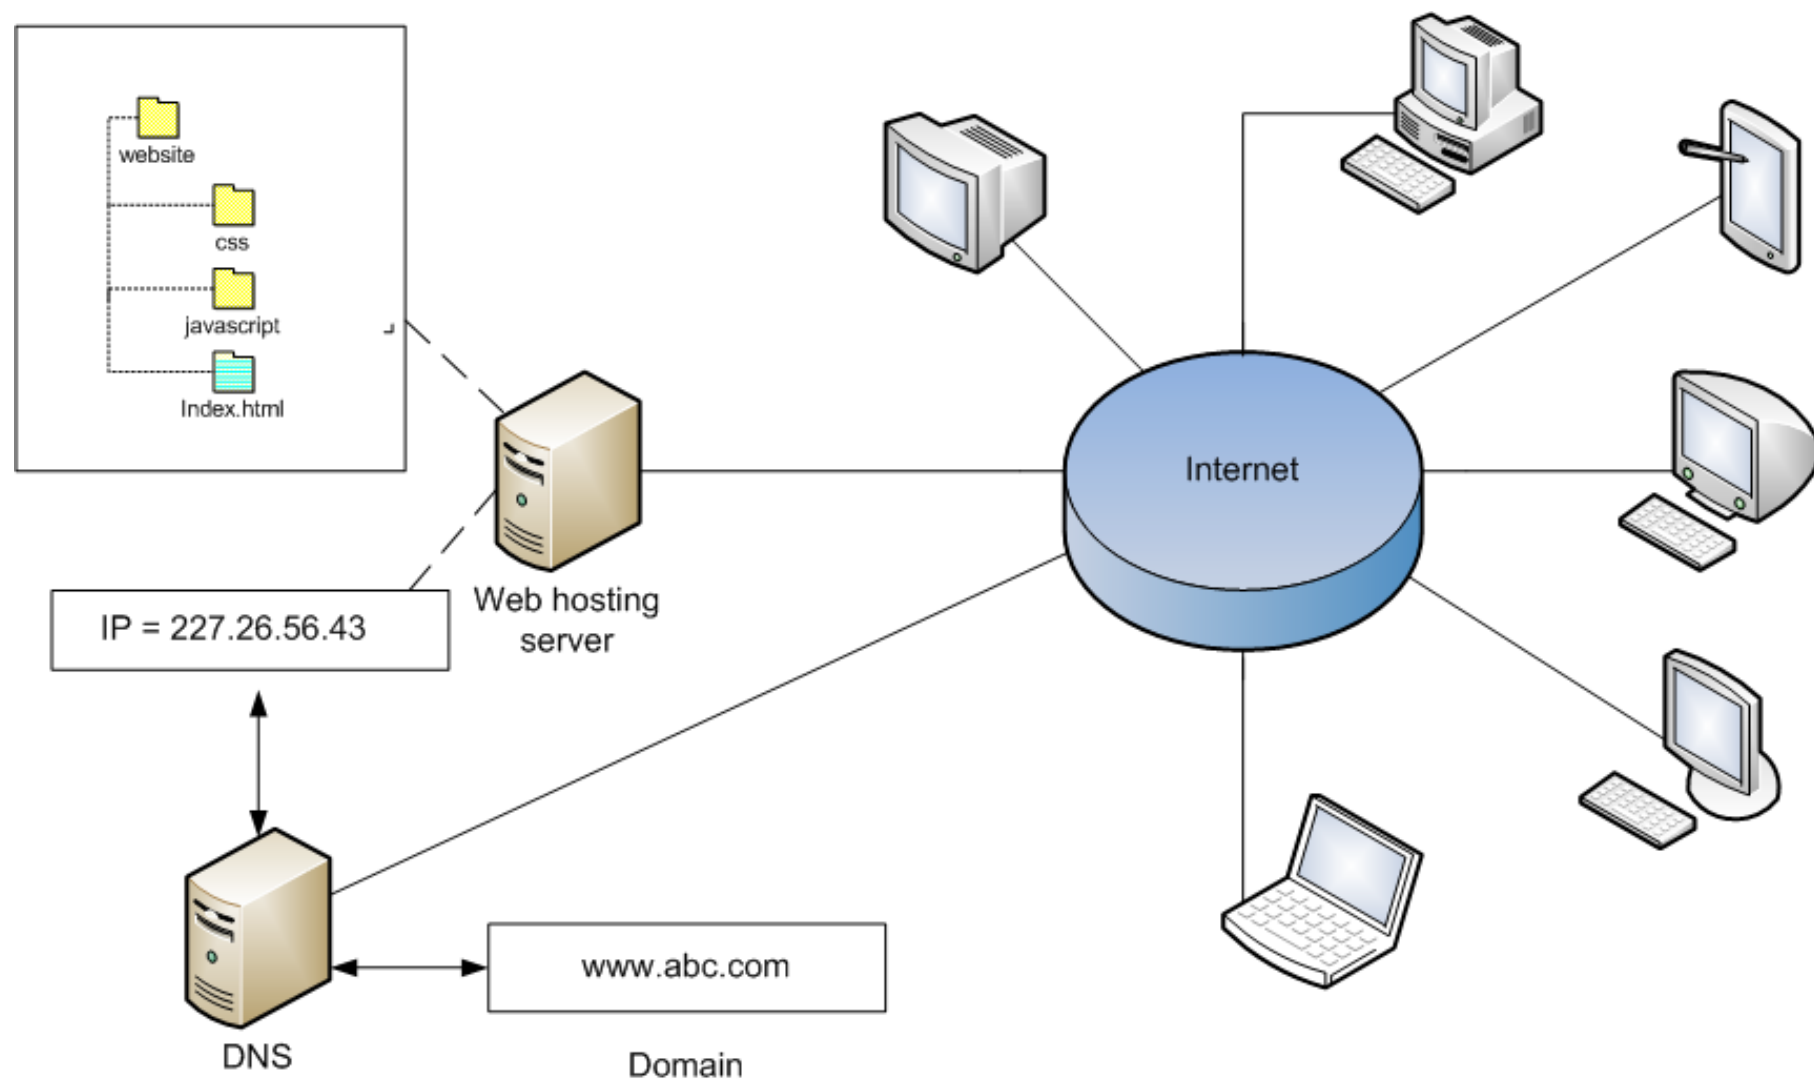 website
css
javascript
Index.html
Internet
Web hosting
server
IP = 227.26.56.43
www.abc.com
DNS
Domain